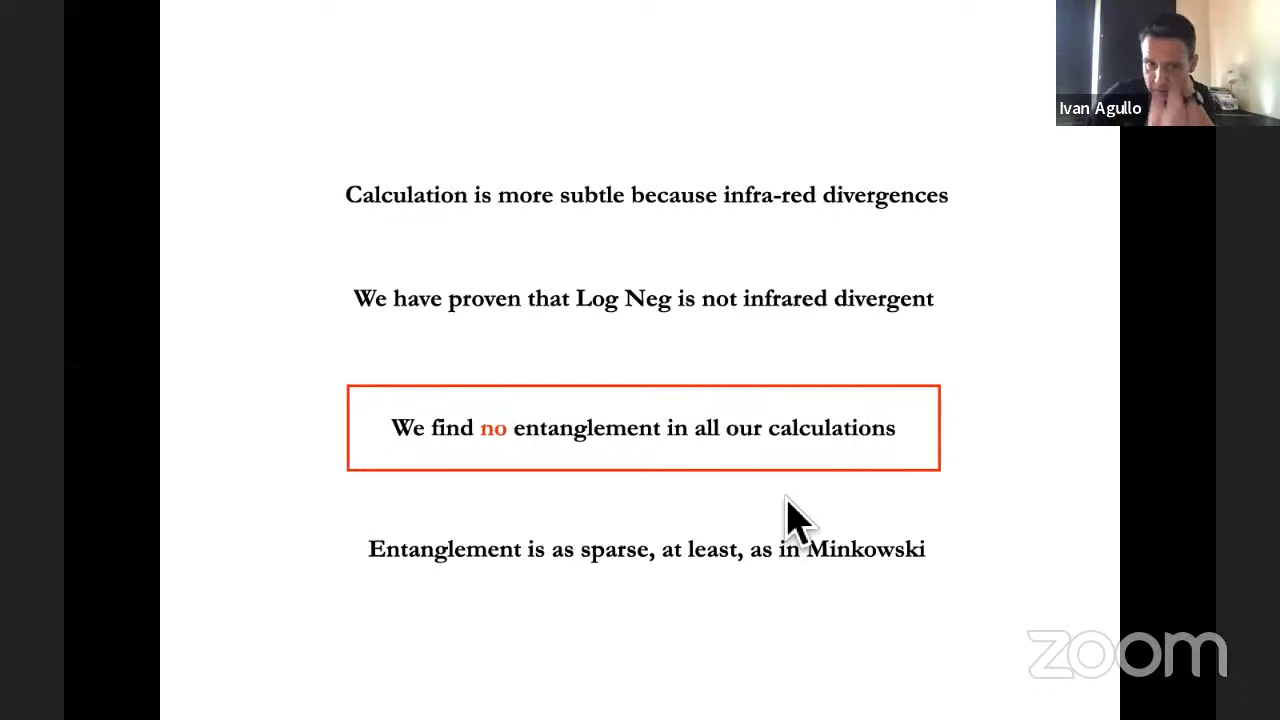 Ivan Agullo
Calculation is more subtle because infra-red divergences
We have proven that Log Neg is not infrared divergent
We find no entanglement in all our calculations
Entanglement is as sparse, at least, as in Minkowski
zoom